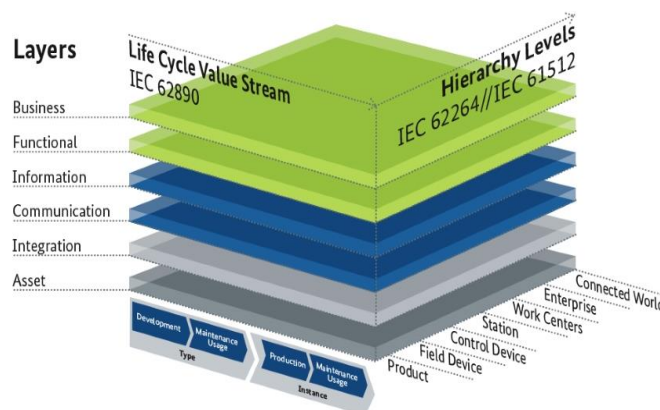 Layers
Life Cycle Value Stream
IEC 62890
Hierarchy Levels
IEC 62264//IEC 61512
Business
Functional
Information
Communication
Integration
Asset
Development
Maintenance
Usage
Type
Production
Maintenance
Usage
Instance
Connected World
Enterprise
Work Centers
Station
Control Device
Field Device
Product